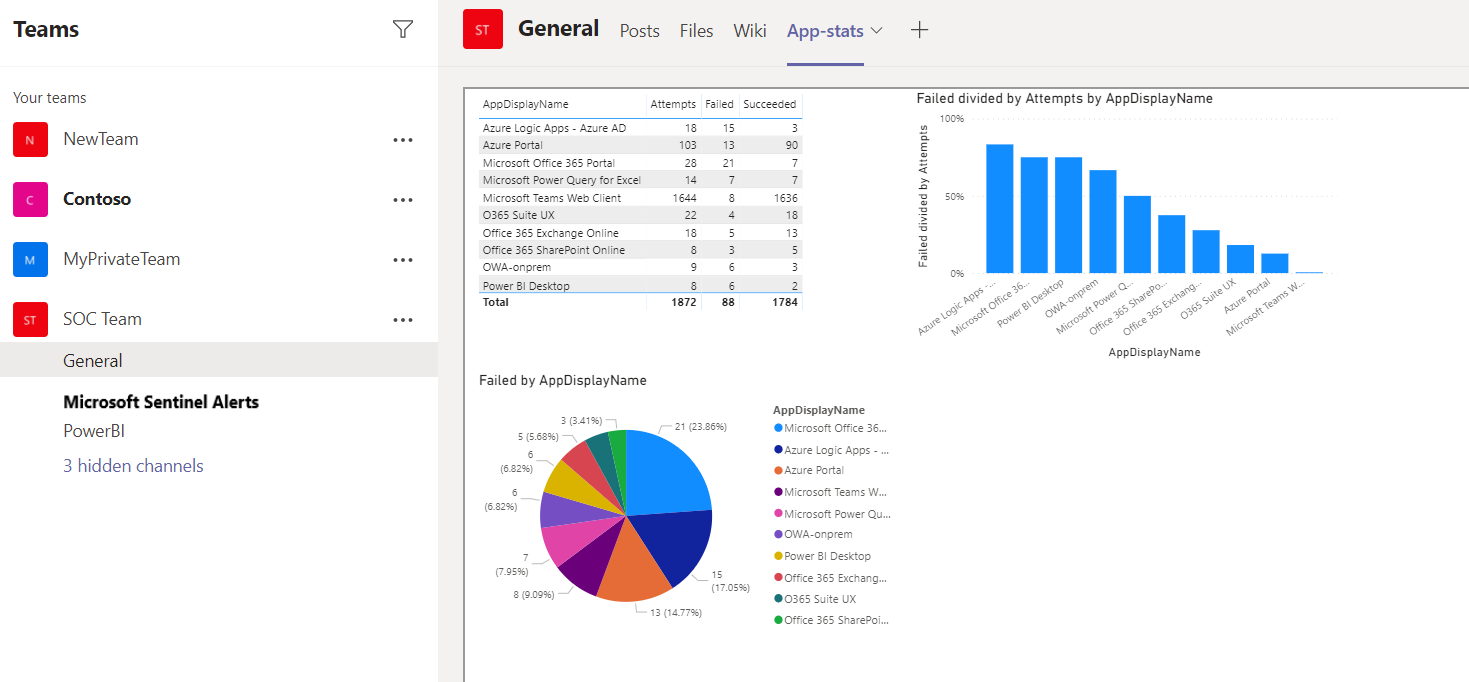 Teams
Your teams
N NewTeam ...
C Contoso ...
M MyPrivateTeam ...
ST SOC Team ...
General
Microsoft Sentinel Alerts
PowerBI
3 hidden channels
ST General Posts Files Wiki App-stats
AppDisplayName Attempts Failed Succeeded
Azure Logic Apps - Azure AD 18 15 3
Azure Portal 103 13 90
Microsoft Office 365 Portal 28 21 7
Microsoft Power Query for Excel 14 7 7
Microsoft Teams Web Client 1644 8 1636
O365 Suite UX 22 4 18
Office 365 Exchange Online 18 5 13
Office 365 SharePoint Online 8 3 5
OWA-onprem 9 6 3
Power BI Desktop 8 6 2
Total 1872 88 1784
Failed divided by Attempts by AppDisplayName
Failed divided by Attempts
100%
50%
0%
Azure Logic Apps -...
Microsoft Office 36...
Power BI Desktop
OWA-onprem
Microsoft Power Q...
Office 365 SharePo...
Office 365 Exchang...
O365 Suite UX
Azure Portal
Microsoft Teams W...
AppDisplayName
Failed by AppDisplayName
21 (23.86%)
15
(17.05%)
13 (14.77%)
8 (9.09%)
7
(7.95%)
6
(6.82%)
6
(6.82%)
5 (5.68%)
3 (3.41%)
AppDisplayName
Microsoft Office 36...
Azure Logic Apps - ...
Azure Portal
Microsoft Teams W...
Microsoft Power Qu...
OWA-onprem
Power BI Desktop
Office 365 Exchang...
O365 Suite UX
Office 365 SharePoi...